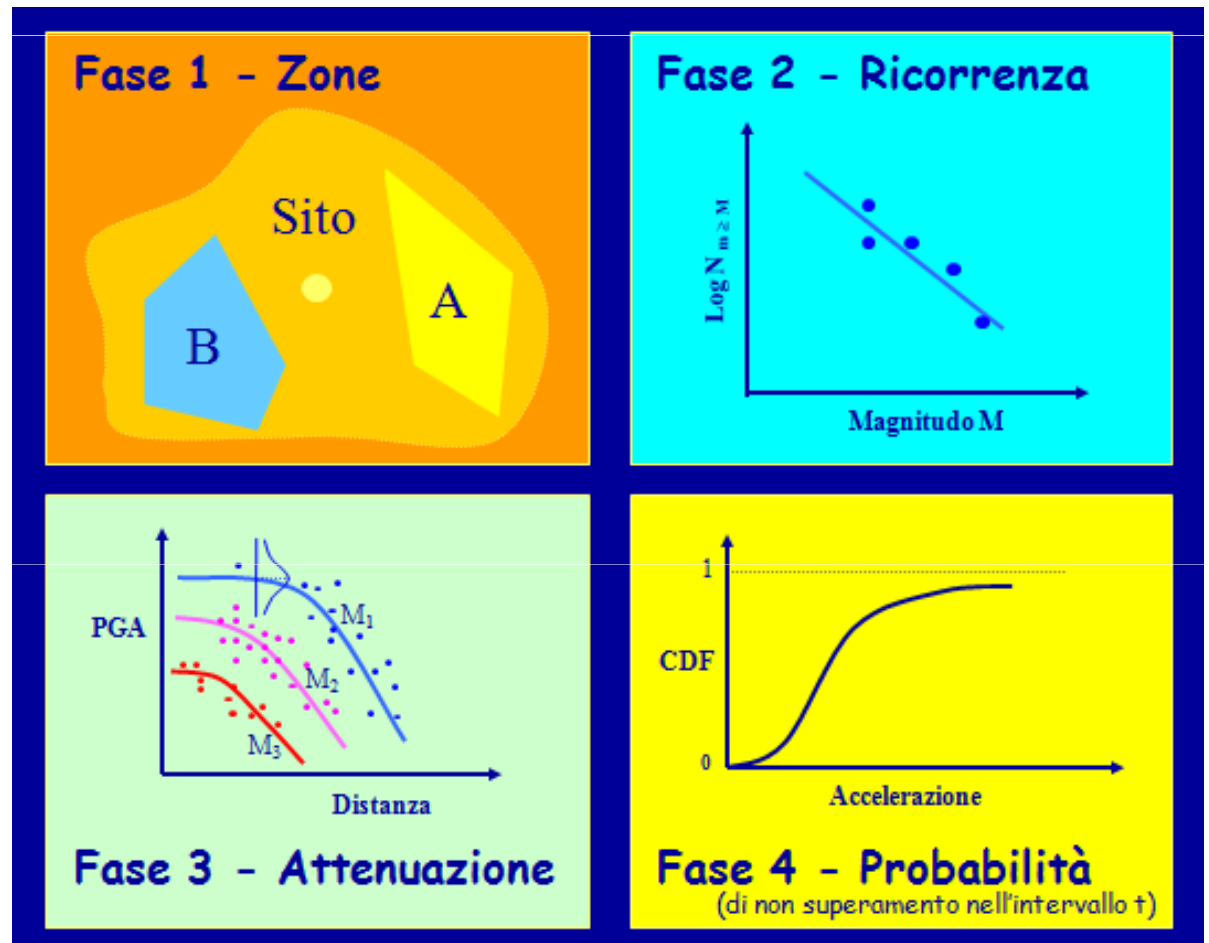 Fase 1 - Zone
Sito
A
B
Fase 2 - Ricorrenza
Log N m ≥ M
Magnitudo M
PGA
M1
M2
M3
Distanza
Fase 3 - Attenuazione
1
CDF
0
Accelerazione
Fase 4 - Probabilità
(di non superamento nell'intervallo t)